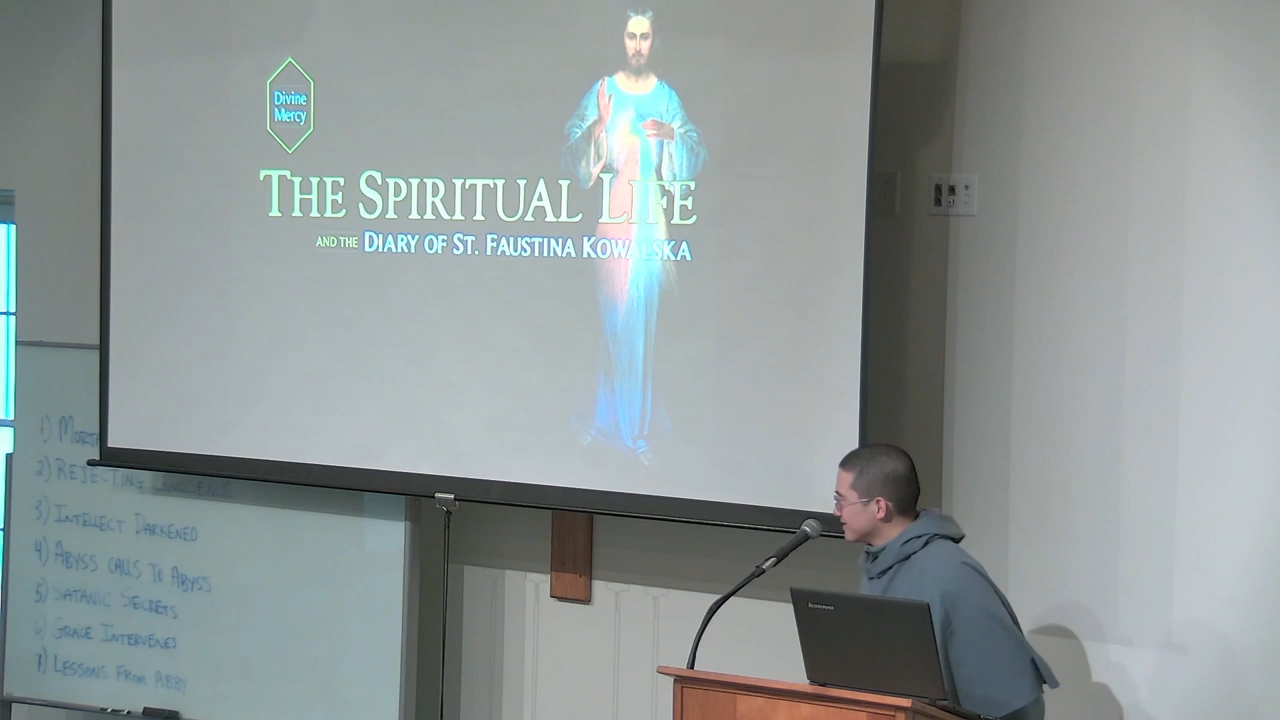 Divine
Mercy
THE SPIRITUAL LIFE
AND THE DIARY OF ST. FAUSTINA KOWALSKA
1)
2) REJECTING
3) INTELLECT DARKENED
4) ABYSS CALLS TO ABYSS
5) SATANIC SECRETS
6) GRACE INTERVENES
7) LESSONS FROM ABBY
lenovo